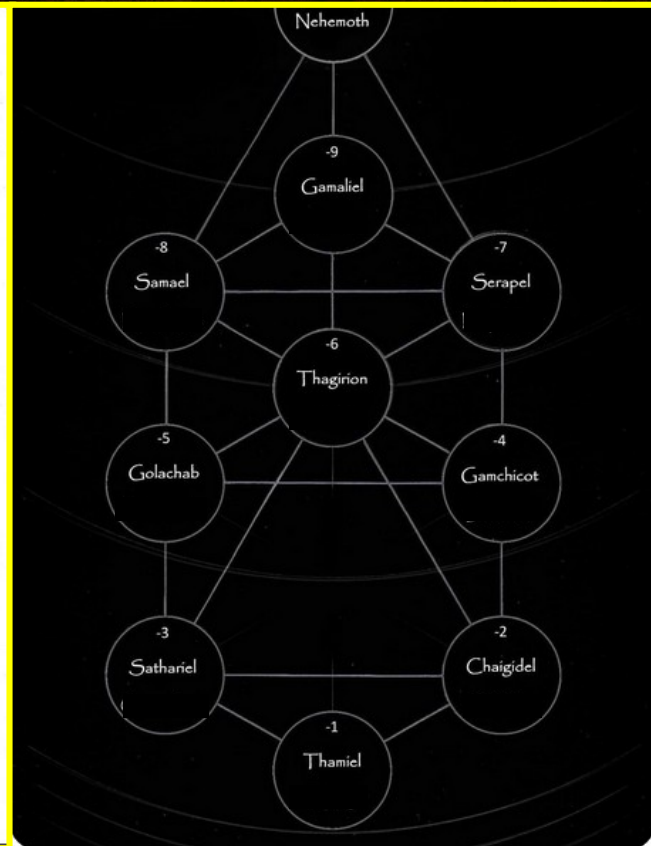 Nehemoth
-9
Gamaliel
-8
Samael
-7
Serapel
-6
Thagirion
-5
Golachab
-4
Gamchicot
-3
Sathariel
-2
Chaigidel
-1
Thamiel